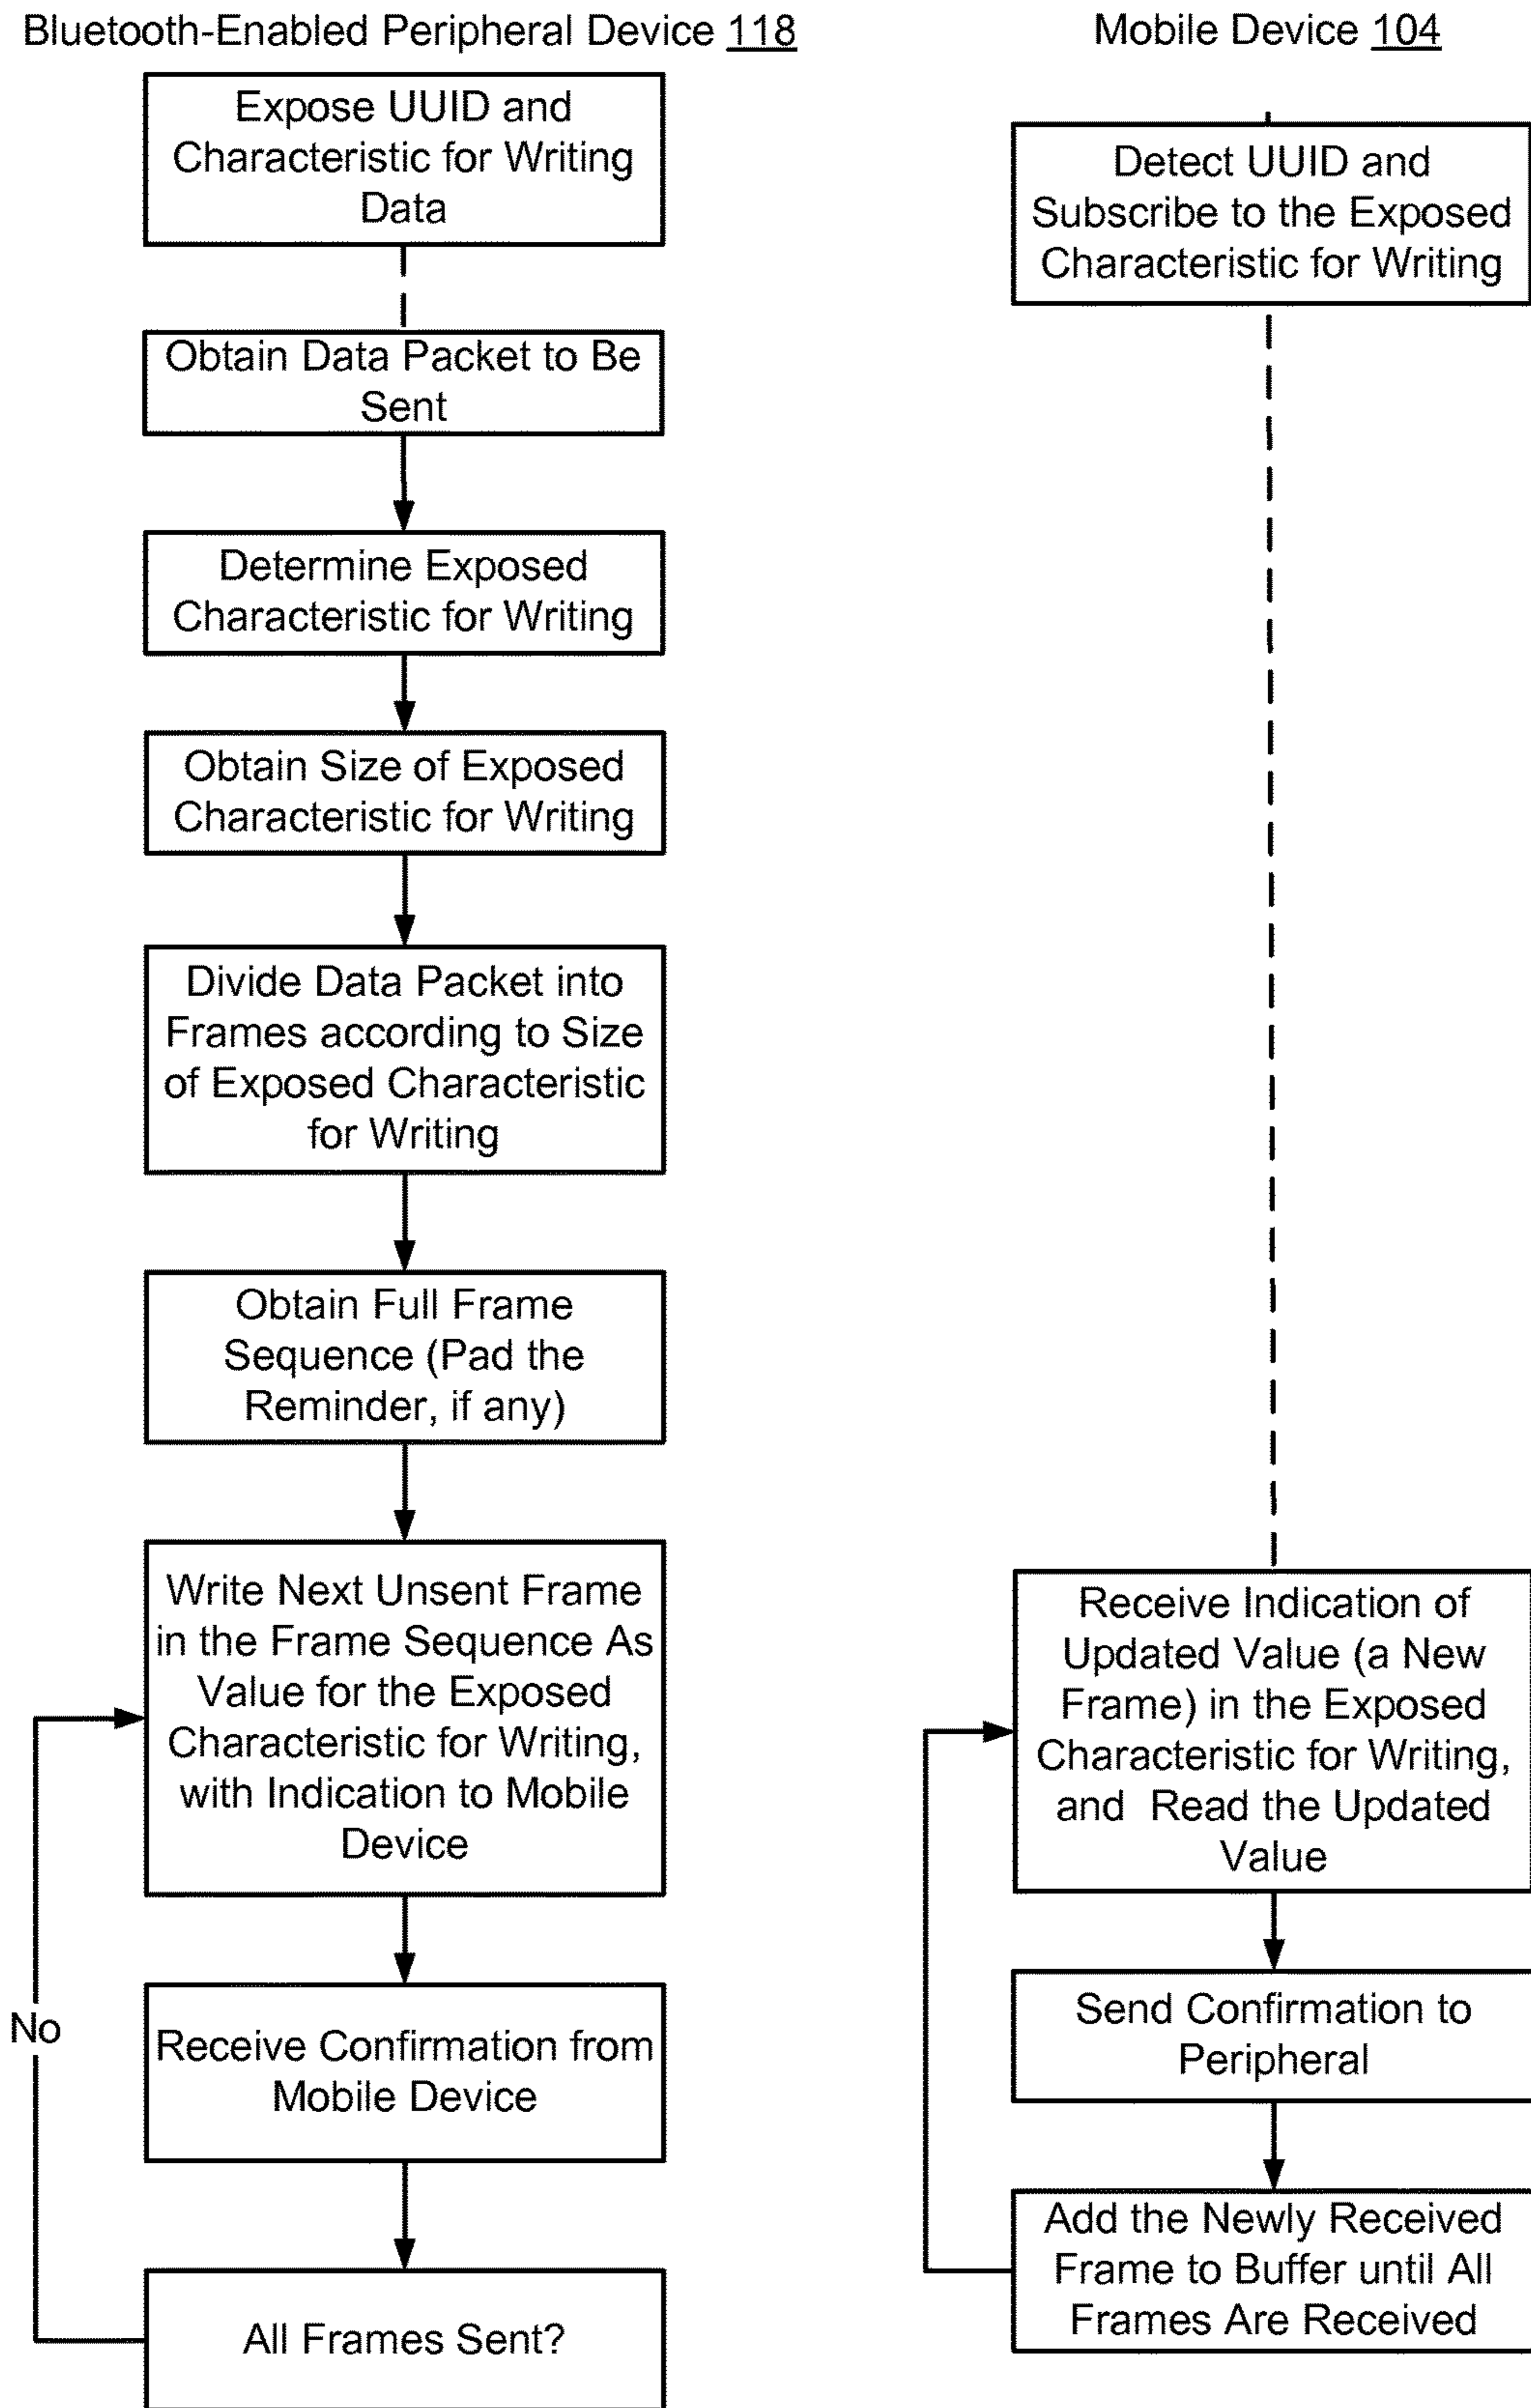 Bluetooth-Enabled Peripheral Device 118
Expose UUID and
Characteristic for Writing
Data
Obtain Data Packet to Be
Sent
Determine Exposed
Characteristic for Writing
Obtain Size of Exposed
Characteristic for Writing
Divide Data Packet into
Frames according to Size
of Exposed Characteristic
for Writing
Obtain Full Frame
Sequence (Pad the
Reminder, if any)
Write Next Unsent Frame
in the Frame Sequence As
Value for the Exposed
Characteristic for Writing,
with Indication to Mobile
Device
Receive Confirmation from
Mobile Device
No
All Frames Sent?
Mobile Device 104
Detect UUID and
Subscribe to the Exposed
Characteristic for Writing
Receive Indication of
Updated Value (a New
Frame) in the Exposed
Characteristic for Writing,
and Read the Updated
Value
Send Confirmation to
Peripheral
Add the Newly Received
Frame to Buffer until All
Frames Are Received